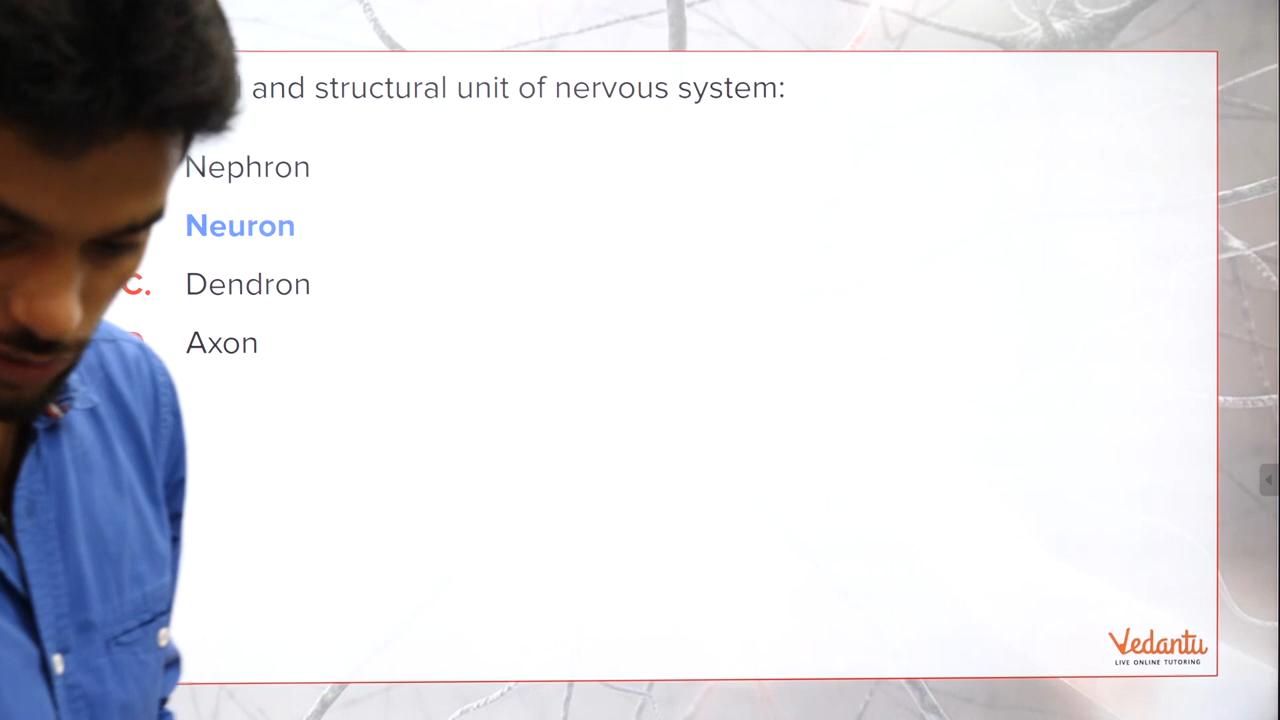 and structural unit of nervous system:
Nephron
Neuron
C. Dendron
Axon
Vedantu
LIVE ONLINE TUTORING